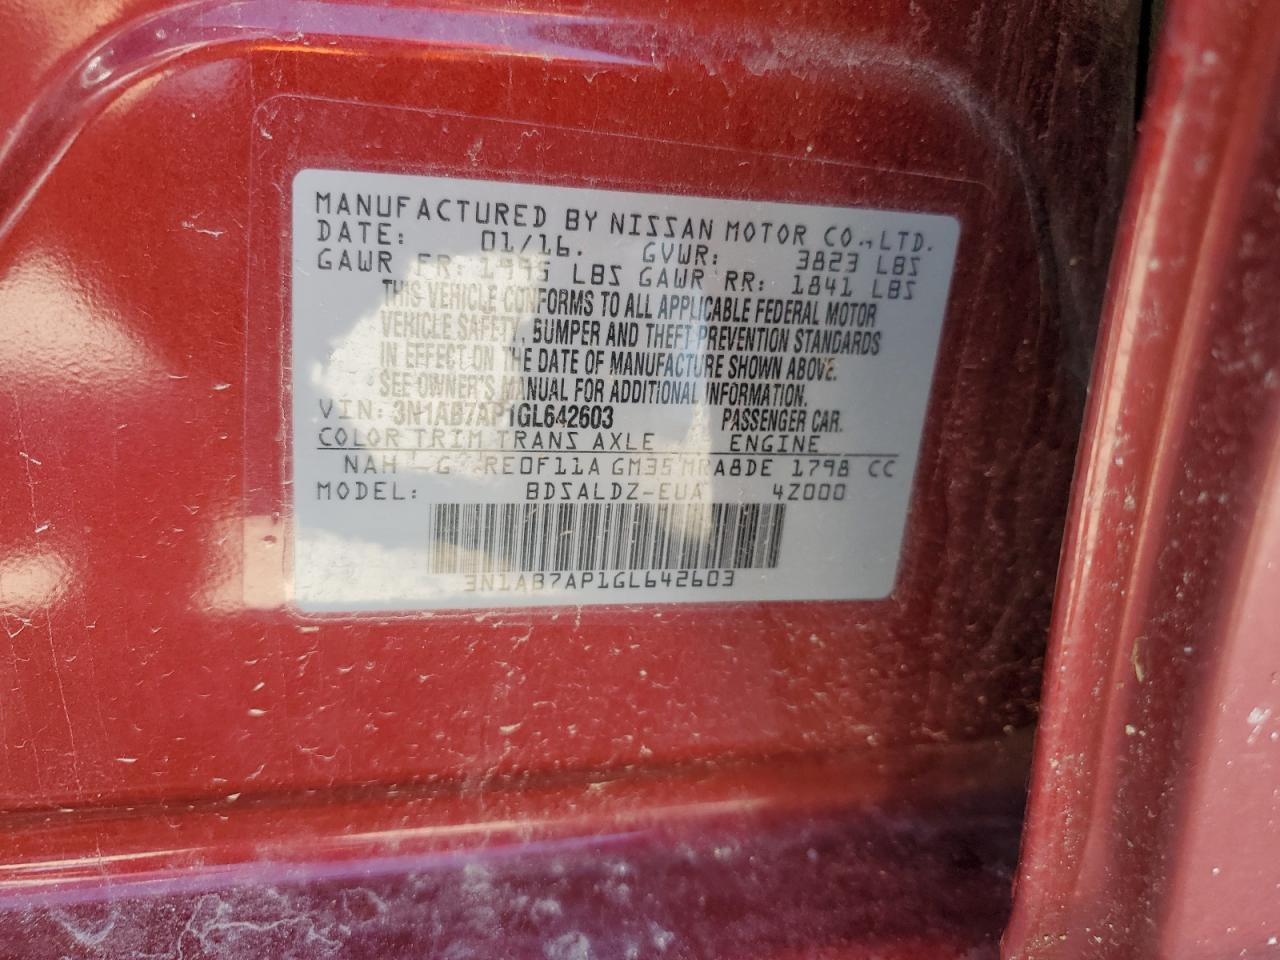 MANUFACTURED BY NISSAN MOTOR CO.,LTD.
DATE: 01/16. GVWR: 3823 LBS
GAWR FR: 1995 LBS GAWR RR: 1841 LBS
THIS VEHICLE CONFORMS TO ALL APPLICABLE FEDERAL MOTOR
VEHICLE SAFETY, BUMPER AND THEFT PREVENTION STANDARDS
IN EFFECT ON THE DATE OF MANUFACTURE SHOWN ABOVE.
SEE OWNER'S MANUAL FOR ADDITIONAL INFORMATION.
VIN: 3N1AB7AP1GL642603 PASSENGER CAR.
COLOR TRIM TRANS AXLE ENGINE
NAH G RE0F11A GM35 MRA8DE 1798 CC
MODEL: BDSALDZ-EUA 4Z000
3N1AB7AP1GL642603